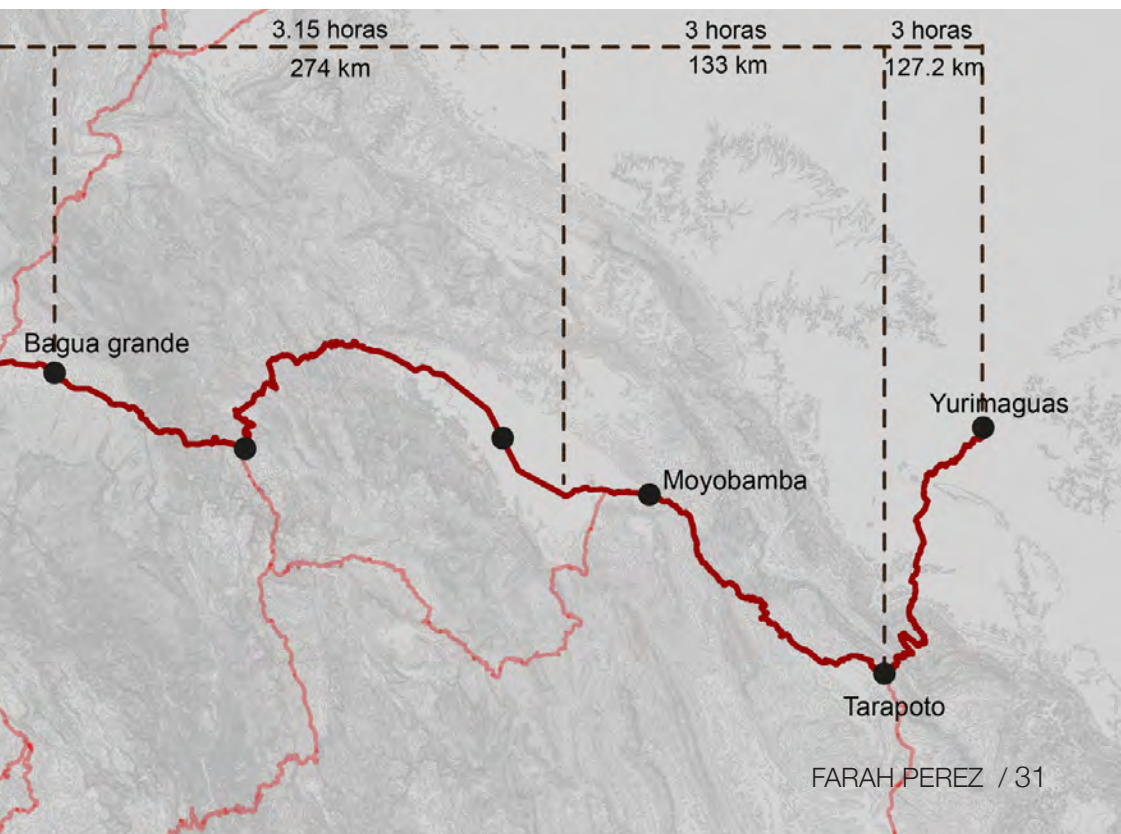 3.15 horas
3 horas
3 horas
274 km
133 km
127.2 km
Bagua grande
Yurimaguas
Moyobamba
Tarapoto
FARAH PEREZ / 31